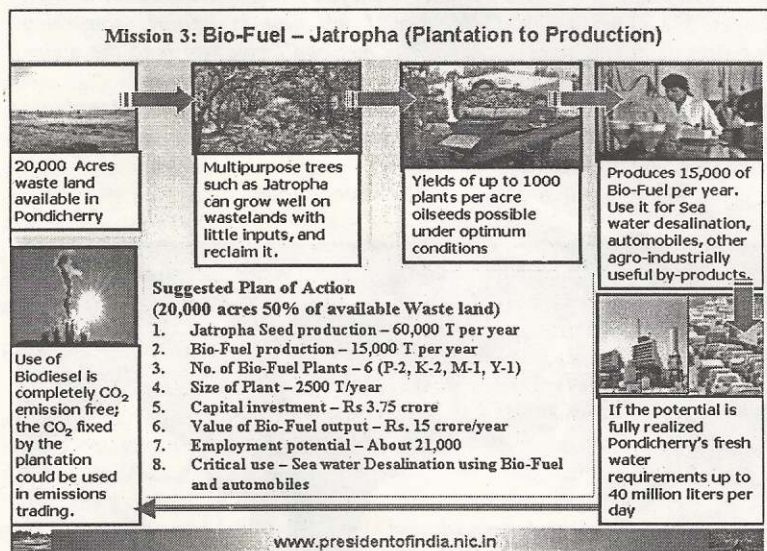 Mission 3: Bio-Fuel – Jatropha (Plantation to Production)
20,000 Acres
waste land
available in
Pondicherry
Multipurpose trees
such as Jatropha
can grow well on
wastelands with
little inputs, and
reclaim it.
Yields of up to 1000
plants per acre
oilseeds possible
under optimum
conditions
Produces 15,000 of
Bio-Fuel per year.
Use it for Sea
water desalination,
automobiles, other
agro-industrially
useful by-products.
Suggested Plan of Action
(20,000 acres 50% of available Waste land)
1. Jatropha Seed production – 60,000 T per year
2. Bio-Fuel production – 15,000 T per year
3. No. of Bio-Fuel Plants – 6 (P-2, K-2, M-1, Y-1)
4. Size of Plant – 2500 T/year
5. Capital investment – Rs 3.75 crore
6. Value of Bio-Fuel output – Rs. 15 crore/year
7. Employment potential – About 21,000
8. Critical use – Sea water Desalination using Bio-Fuel
and automobiles
If the potential is
fully realized
Pondicherry's fresh
water
requirements up to
40 million liters per
day
Use of
Biodiesel is
completely CO₂
emission free;
the CO₂ fixed
by the
plantation
could be used
in emissions
trading.
www.presidentofindia.nic.in